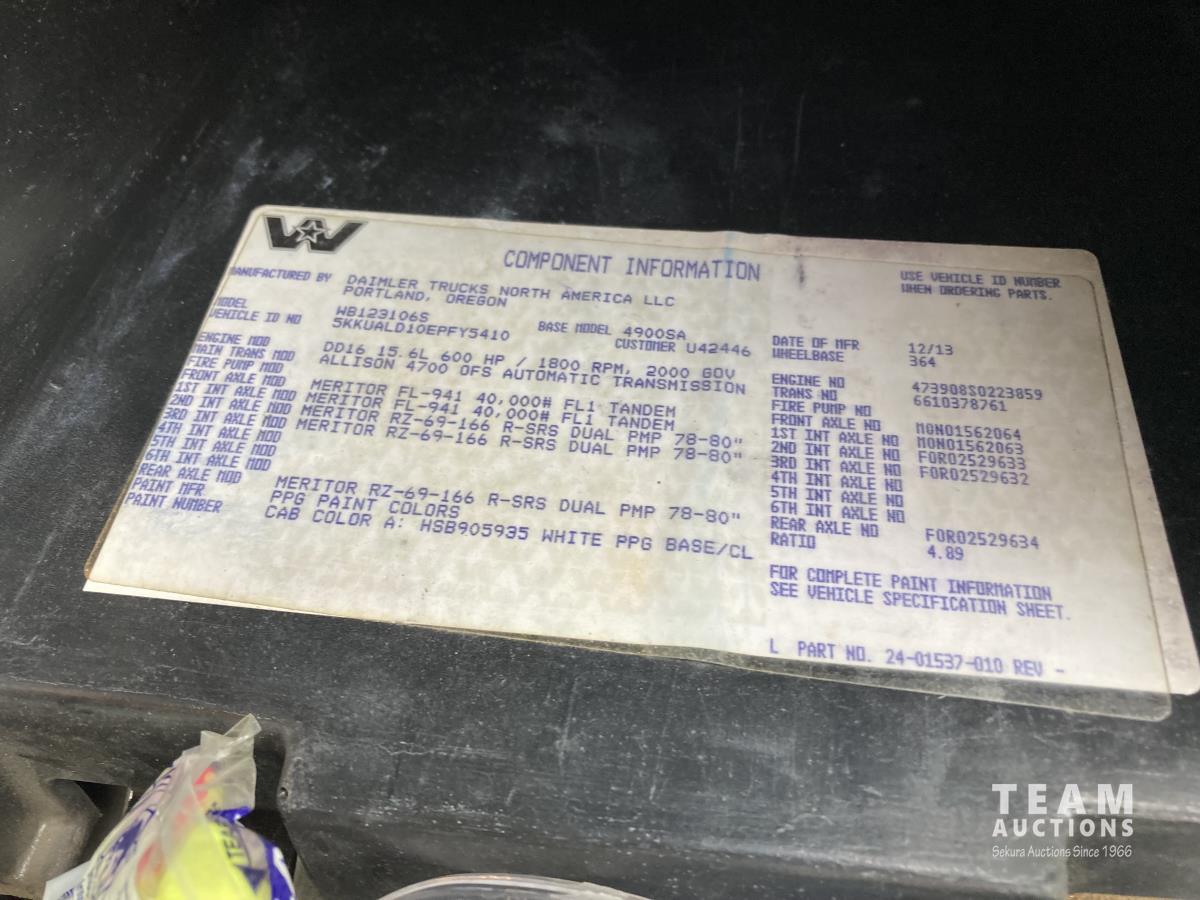 COMPONENT INFORMATION
USE VEHICLE ID NUMBER
WHEN ORDERING PARTS.
MANUFACTURED BY DAIMLER TRUCKS NORTH AMERICA LLC
PORTLAND, OREGON
MODEL WB123106S BASE MODEL 4900SA
VEHICLE ID NO 5KKUALD10EPFY5410 CUSTOMER U42446
DATE OF MFR 12/13
WHEELBASE 364
ENGINE MOD DD16 15.6L 600 HP / 1800 RPM, 2000 GOV
MAIN TRANS MOD ALLISON 4700 OFS AUTOMATIC TRANSMISSION
FIRE PUMP MOD
FRONT AXLE MOD MERITOR FL-941 40,000# FL1 TANDEM
1ST INT AXLE MOD MERITOR FL-941 40,000# FL1 TANDEM
2ND INT AXLE MOD MERITOR RZ-69-166 R-SRS DUAL PMP 78-80"
3RD INT AXLE MOD MERITOR RZ-69-166 R-SRS DUAL PMP 78-80"
4TH INT AXLE MOD
5TH INT AXLE MOD
6TH INT AXLE MOD
REAR AXLE MOD MERITOR RZ-69-166 R-SRS DUAL PMP 78-80"
PAINT MFR PPG PAINT COLORS
PAINT NUMBER CAB COLOR A: HSB905935 WHITE PPG BASE/CL
ENGINE NO 473908S0223859
TRANS NO 6610378761
FIRE PUMP NO
FRONT AXLE NO MON01562064
1ST INT AXLE NO MON01562063
2ND INT AXLE NO FOR02529633
3RD INT AXLE NO FOR02529632
4TH INT AXLE NO
5TH INT AXLE NO
6TH INT AXLE NO
REAR AXLE NO FOR02529634
RATIO 4.89
FOR COMPLETE PAINT INFORMATION
SEE VEHICLE SPECIFICATION SHEET.
L PART NO. 24-01537-010 REV -
TEAM
AUCTIONS
Sekura Auctions Since 1966